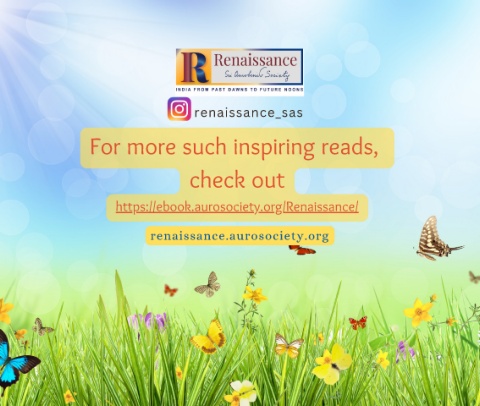 R Renaissance
Sri Aurobindo Society
INDIA FROM PAST DAWNS TO FUTURE NOONS
renaissance_sas
For more such inspiring reads,
check out
https://ebook.aurosociety.org/Renaissance/
renaissance.aurosociety.org